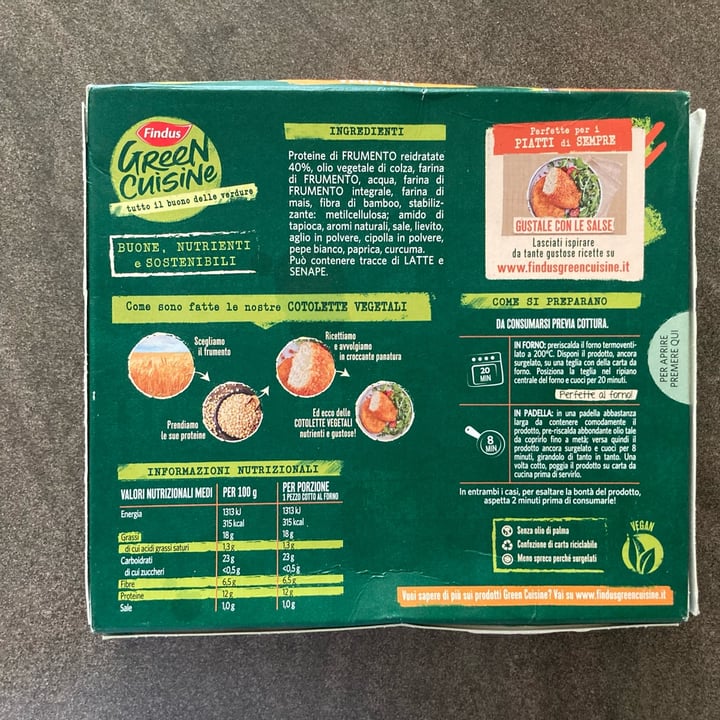 Findus
GREEN
CUISINE
tutto il buono delle verdure
BUONE, NUTRIENTI
e SOSTENIBILI
INGREDIENTI
Proteine di FRUMENTO reidratate
40%, olio vegetale di colza, farina
di FRUMENTO, acqua, farina di
FRUMENTO integrale, farina di
mais, fibra di bamboo, stabiliz-
zante: metilcellulosa; amido di
tapioca, aromi naturali, sale, lievito,
aglio in polvere, cipolla in polvere,
pepe bianco, paprica, curcuma.
Può contenere tracce di LATTE e
SENAPE.
Perfette per i
PIATTI di SEMPRE
GUSTALE CON LE SALSE
Lasciati ispirare
da tante gustose ricette su
www.findusgreencuisine.it
Come sono fatte le nostre COTOLETTE VEGETALI
Scegliamo
il frumento
Prendiamo
le sue proteine
Ricettiamo
e avvolgiamo
in croccante panatura
Ed ecco delle
COTOLETTE VEGETALI
nutrienti e gustose!
COME SI PREPARANO
DA CONSUMARSI PREVIA COTTURA.
20
MIN
IN FORNO: preriscalda il forno termoventi-
lato a 200°C. Disponi il prodotto, ancora
surgelato, su una teglia con della carta da
forno. Posiziona la teglia nel ripiano
centrale del forno e cuoci per 20 minuti.
Perfette al forno!
8
MIN
IN PADELLA: in una padella abbastanza
larga da contenere comodamente il
prodotto, pre-riscalda abbondante olio tale
da coprirlo fino a metà; versa quindi il
prodotto ancora surgelato e cuoci per 8
minuti, girandolo di tanto in tanto. Una
volta cotto, poggia il prodotto su carta da
cucina prima di servirlo.
In entrambi i casi, per esaltare la bontà del prodotto,
aspetta 2 minuti prima di consumarle!
PER APRIRE
PREMERE QUI
INFORMAZIONI NUTRIZIONALI
VALORI NUTRIZIONALI MEDI PER 100 g PER PORZIONE
1 PEZZO COTTO AL FORNO
Energia 1313 kJ 1313 kJ
315 kcal 315 kcal
Grassi 18 g 18 g
di cui acidi grassi saturi 1,3 g 1,3 g
Carboidrati 23 g 23 g
di cui zuccheri <0,5 g <0,5 g
Fibre 6,5 g 6,5 g
Proteine 12 g 12 g
Sale 1,0 g 1,0 g
Senza olio di palma
Confezione di carta riciclabile
Meno spreco perché surgelati
VEGAN
Vuoi sapere di più sui prodotti Green Cuisine? Vai su www.findusgreencuisine.it